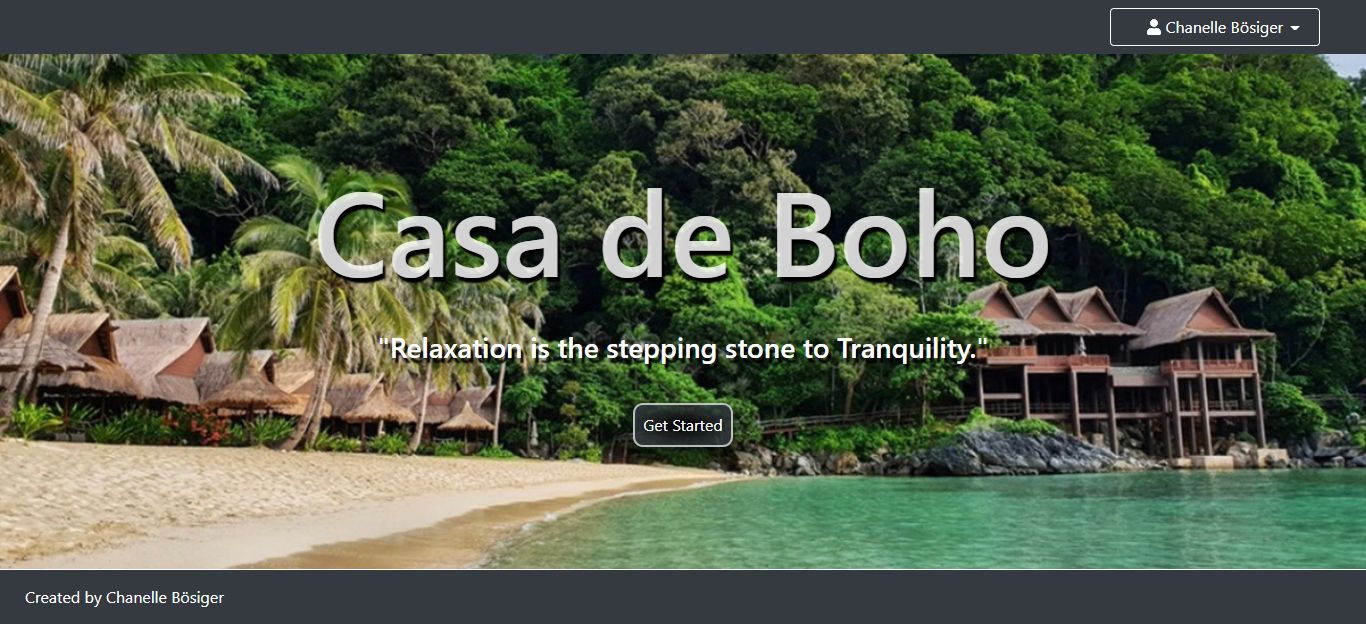 Chanelle Bösiger
Casa de Boho
"Relaxation is the stepping stone to Tranquility."
Get Started
Created by Chanelle Bösiger